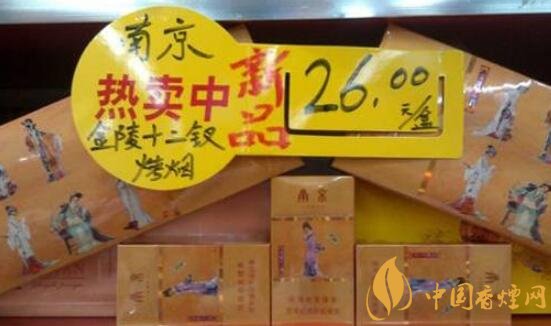 南京
热卖中
金陵十二钗
烤烟
新品
26.00
元/盒
南京
中国香烟网